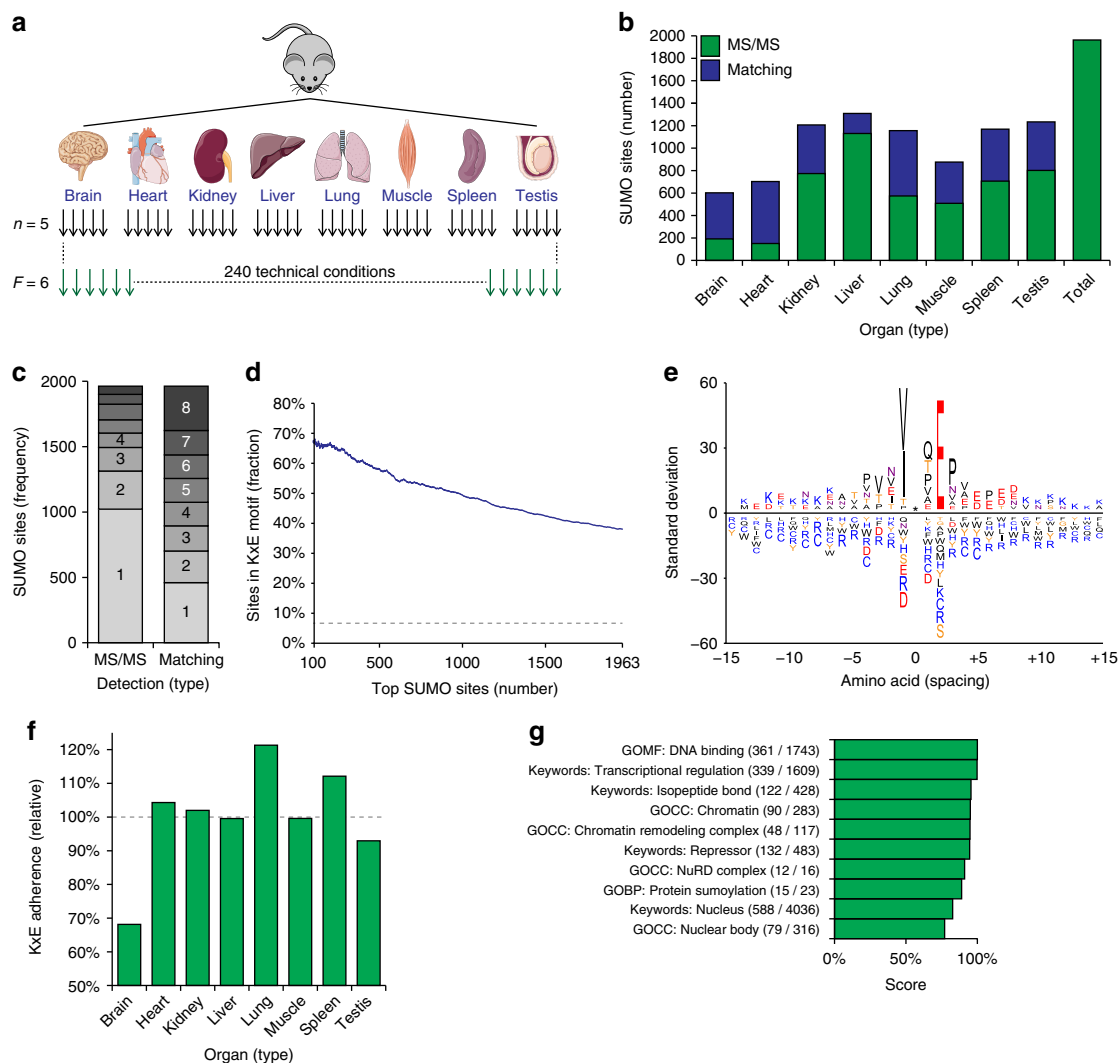 a
Brain Heart Kidney Liver Lung Muscle Spleen Testis
n = 5
F = 6
240 technical conditions
b
SUMO sites (number)
2000
1800
1600
1400
1200
1000
800
600
400
200
0
MS/MS
Matching
Brain Heart Kidney Liver Lung Muscle Spleen Testis Total
Organ (type)
c
SUMO sites (frequency)
2000
1500
1000
500
0
4
3
2
1
8
7
6
5
4
3
2
1
MS/MS Matching
Detection (type)
d
Sites in KxE motif (fraction)
80%
70%
60%
50%
40%
30%
20%
10%
0%
100 500 1000 1500 1963
Top SUMO sites (number)
e
Standard deviation
60
30
0
−30
−60
*
−15 −10 −5 0 +5 +10 +15
Amino acid (spacing)
f
KxE adherence (relative)
120%
110%
100%
90%
80%
70%
60%
50%
Brain Heart Kidney Liver Lung Muscle Spleen Testis
Organ (type)
g
GOMF: DNA binding (361 / 1743)
Keywords: Transcriptional regulation (339 / 1609)
Keywords: Isopeptide bond (122 / 428)
GOCC: Chromatin (90 / 283)
GOCC: Chromatin remodeling complex (48 / 117)
Keywords: Repressor (132 / 483)
GOCC: NuRD complex (12 / 16)
GOBP: Protein sumoylation (15 / 23)
Keywords: Nucleus (588 / 4036)
GOCC: Nuclear body (79 / 316)
0% 50% 100%
Score